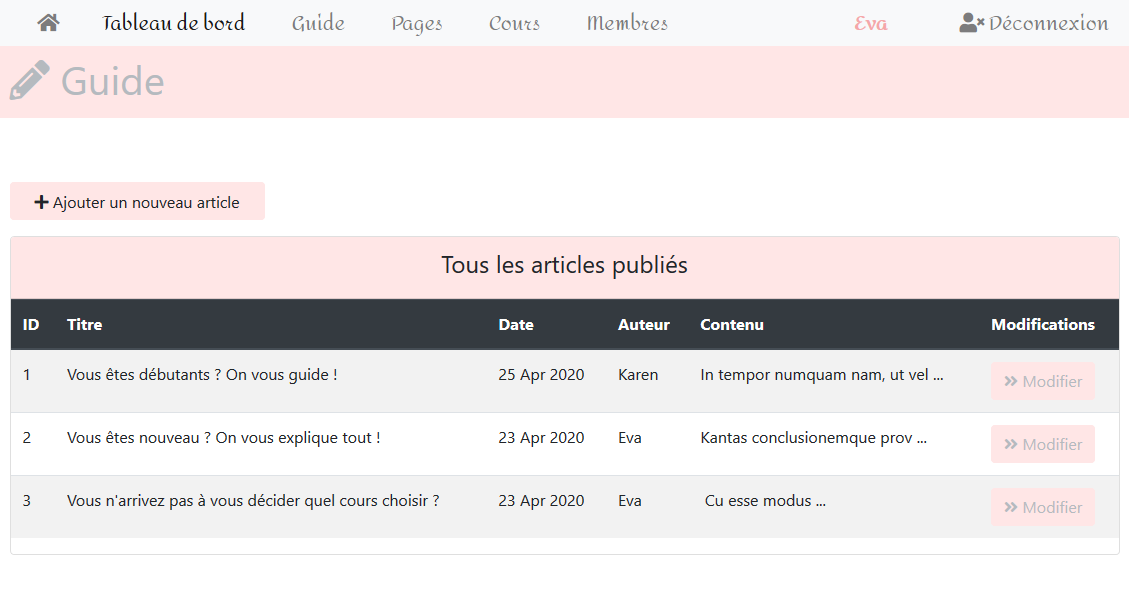 Tableau de bord Guide Pages Cours Membres Eva Déconnexion
Guide
Ajouter un nouveau article
Tous les articles publiés
ID Titre Date Auteur Contenu Modifications
1 Vous êtes débutants ? On vous guide ! 25 Apr 2020 Karen In tempor numquam nam, ut vel ... Modifier
2 Vous êtes nouveau ? On vous explique tout ! 23 Apr 2020 Eva Kantas conclusionemque prov ... Modifier
3 Vous n'arrivez pas à vous décider quel cours choisir ? 23 Apr 2020 Eva Cu esse modus ... Modifier